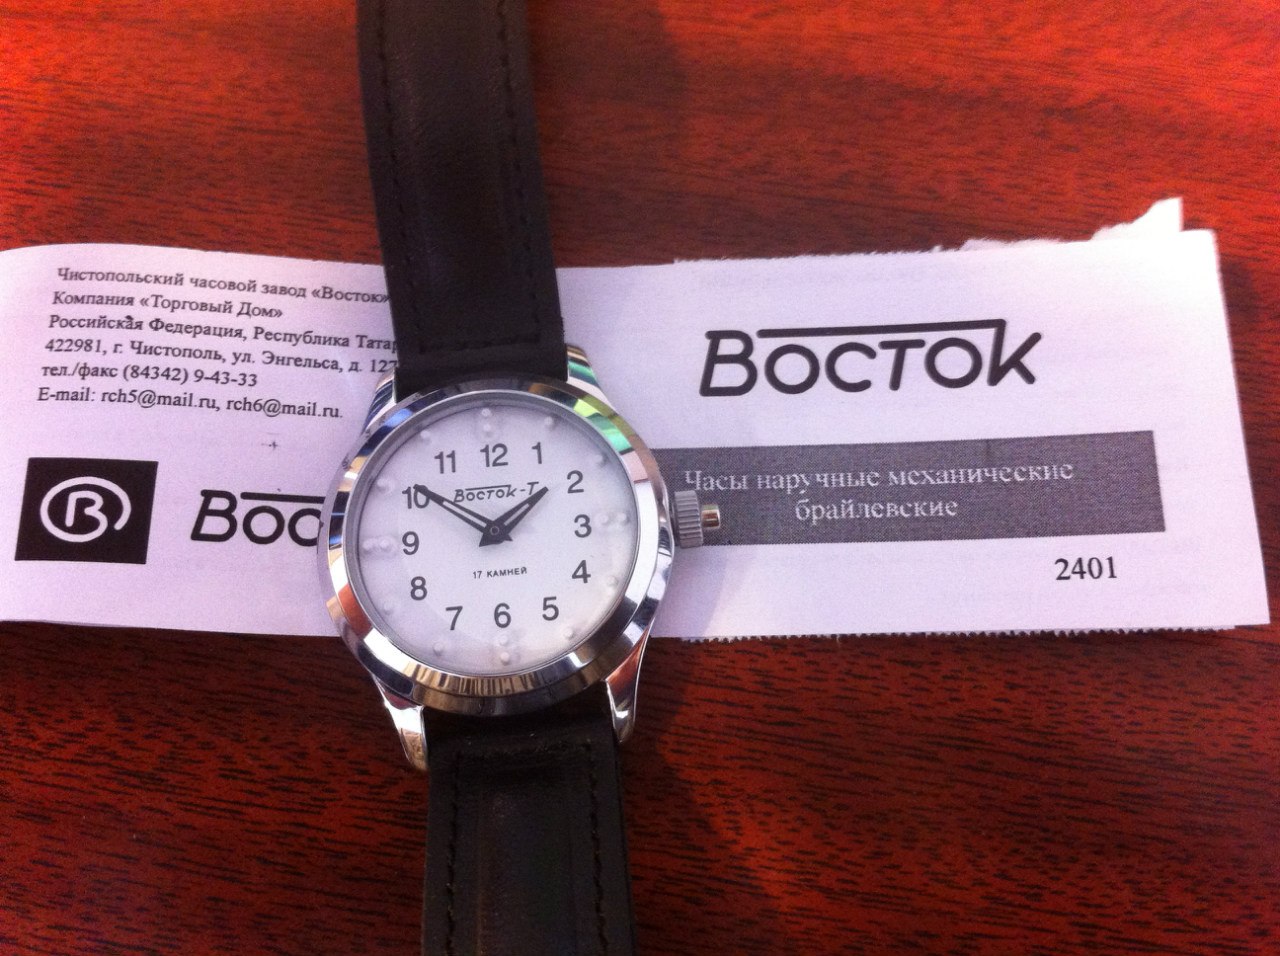 Чистопольский часовой завод «Восток»
Компания «Торговый Дом»
Российская Федерация, Республика Татар
422981, г. Чистополь, ул. Энгельса, д. 127
тел./факс (84342) 9-43-33
E-mail: rch5@mail.ru, rch6@mail.ru.
В
Вос
Восток
Часы наручные механические
брайлевские
2401
12
1
2
3
4
5
6
7
8
9
10
11
Восток-Т
17 КАМНЕЙ